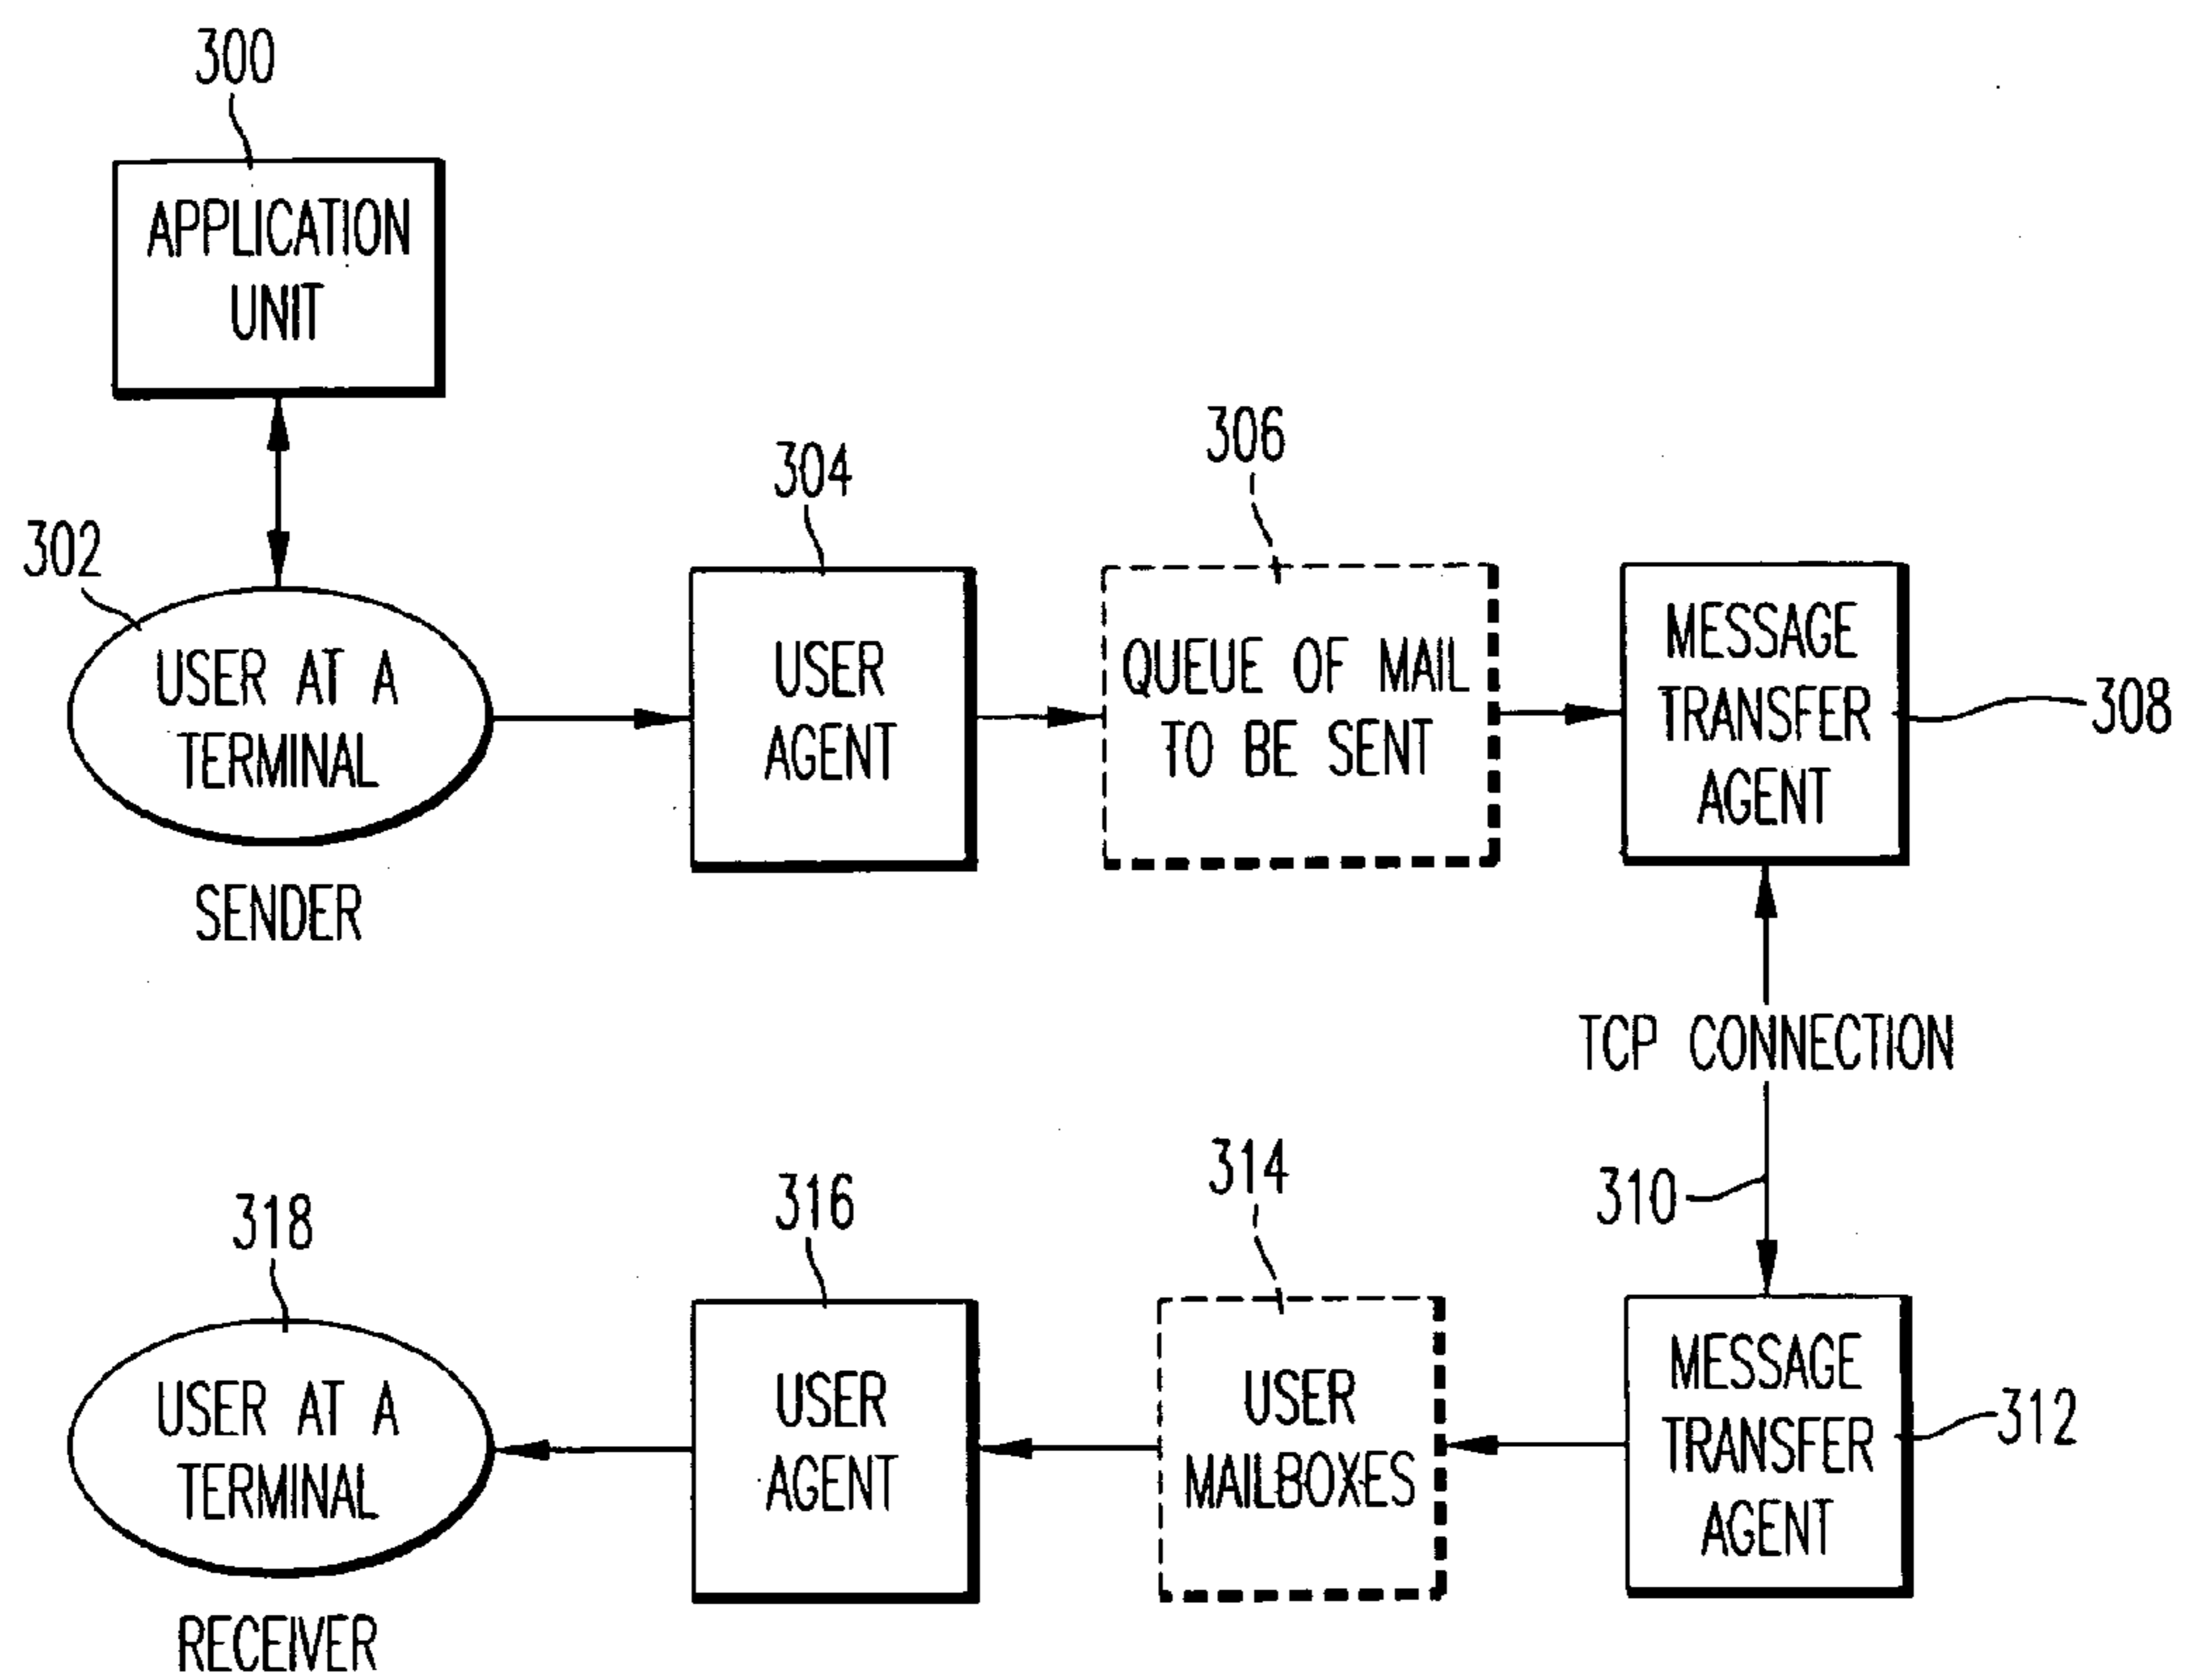 300
APPLICATION
UNIT
302
USER AT A
TERMINAL
SENDER
304
USER
AGENT
306
QUEUE OF MAIL
TO BE SENT
MESSAGE
TRANSFER
AGENT
308
TCP CONNECTION
310
MESSAGE
TRANSFER
AGENT
312
314
USER
MAILBOXES
316
USER
AGENT
318
USER AT A
TERMINAL
RECEIVER